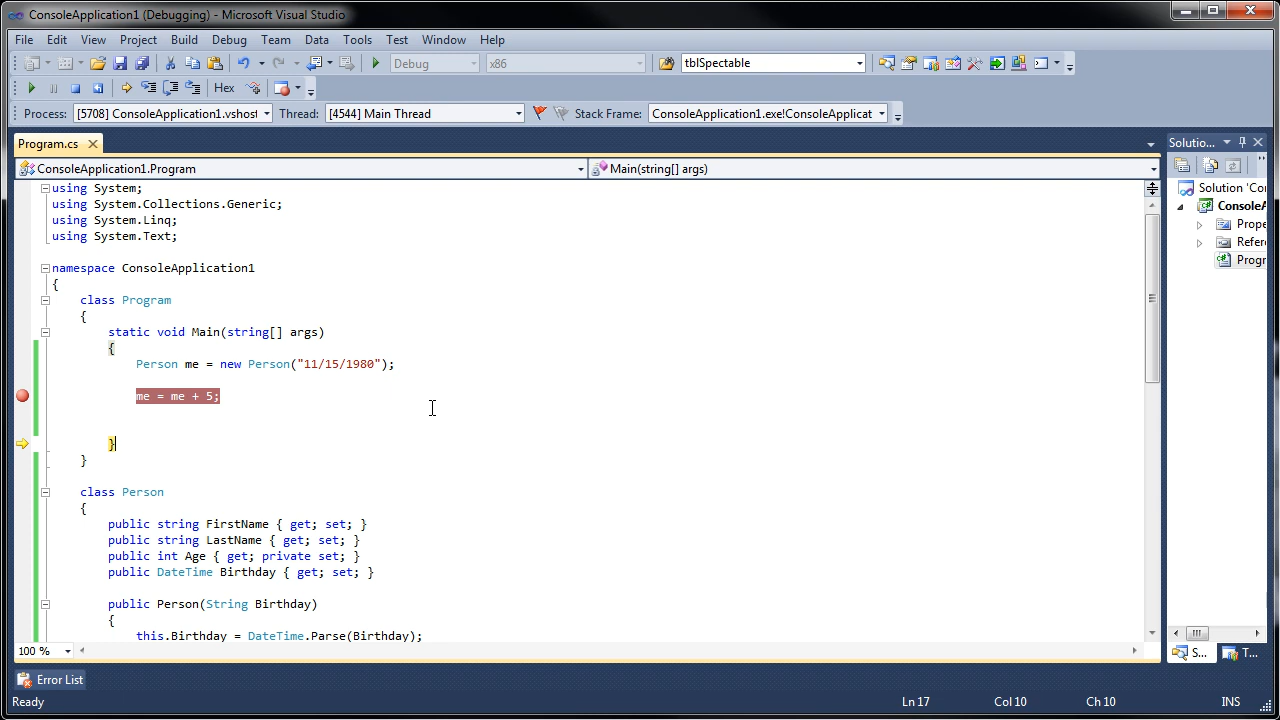 ConsoleApplication1 (Debugging) - Microsoft Visual Studio
File Edit View Project Build Debug Team Data Tools Test Window Help
Debug x86 tblSpectable
Hex
Process: [5708] ConsoleApplication1.vshost Thread: [4544] Main Thread Stack Frame: ConsoleApplication1.exe!ConsoleApplicat
Program.cs
Solutio...
ConsoleApplication1.Program Main(string[] args)
using System;
using System.Collections.Generic;
using System.Linq;
using System.Text;
namespace ConsoleApplication1
{
class Program
{
static void Main(string[] args)
{
Person me = new Person("11/15/1980");
me = me + 5;
}
}
class Person
{
public string FirstName { get; set; }
public string LastName { get; set; }
public int Age { get; private set; }
public DateTime Birthday { get; set; }
public Person(String Birthday)
{
this.Birthday = DateTime.Parse(Birthday);
Solution 'Co
ConsoleA
Prope
Refere
Progr
100 %
S... T...
Error List
Ready Ln 17 Col 10 Ch 10 INS